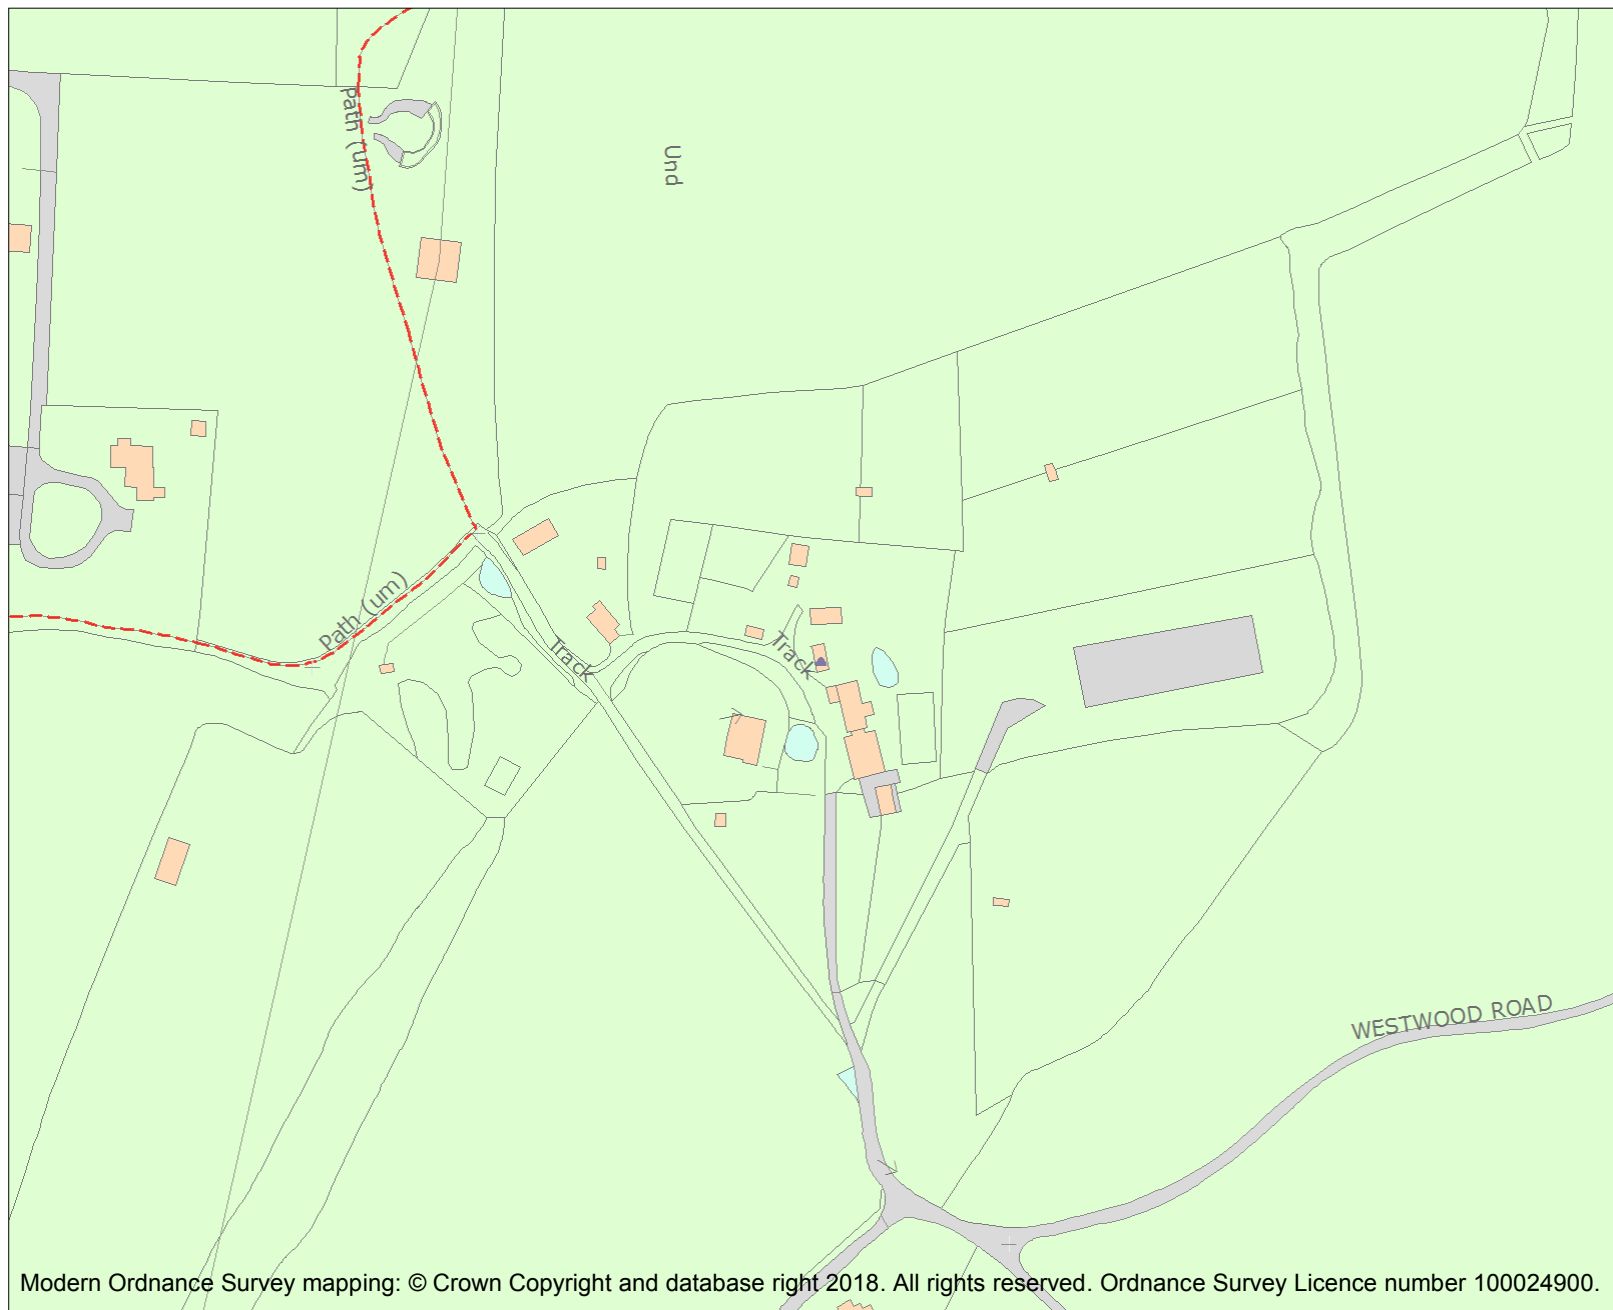 Path (um)
Und
Path (um)
Track
Track
WESTWOOD ROAD
Modern Ordnance Survey mapping: © Crown Copyright and database right 2018. All rights reserved. Ordnance Survey Licence number 100024900.